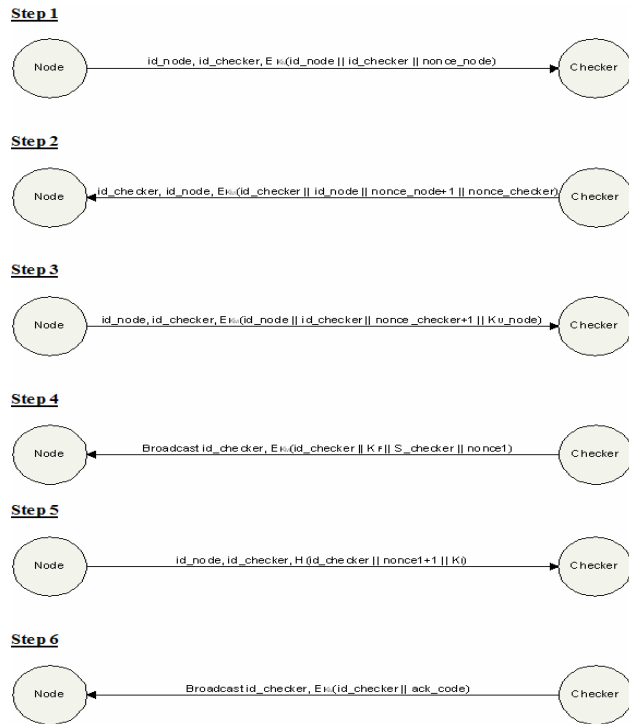 Step 1
Node
id_node, id_checker, E (id_node || id_checker || nonce_node)
Checker
Step 2
Node
id_checker, id_node, E (id_checker || id_node || nonce_node+1 || nonce_checker)
Checker
Step 3
Node
id_node, id_checker, E (id_node || id_checker || nonce_checker+1 || Ku_node)
Checker
Step 4
Node
Broadcast id_checker, E (id_checker || KF || S_checker || nonce1)
Checker
Step 5
Node
id_node, id_checker, H (id_checker || nonce1+1 || Ki)
Checker
Step 6
Node
Broadcast id_checker, E (id_checker || ack_code)
Checker